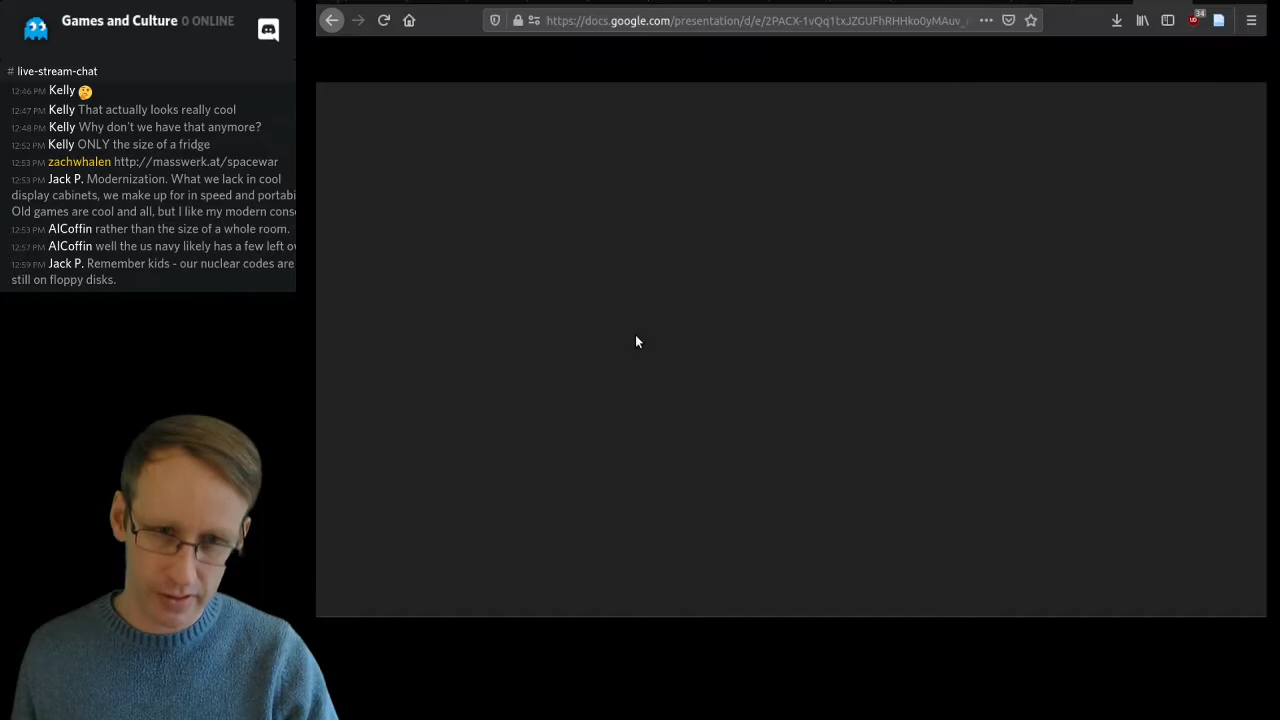 Games and Culture 0 ONLINE
# live-stream-chat
12:46 PM Kelly 🤔
12:47 PM Kelly That actually looks really cool
12:48 PM Kelly Why don't we have that anymore?
12:52 PM Kelly ONLY the size of a fridge
12:53 PM zachwhalen http://masswerk.at/spacewar
12:53 PM Jack P. Modernization. What we lack in cool
display cabinets, we make up for in speed and portabi
Old games are cool and all, but I like my modern cons
12:53 PM AlCoffin rather than the size of a whole room.
12:57 PM AlCoffin well the us navy likely has a few left o
12:59 PM Jack P. Remember kids - our nuclear codes are
still on floppy disks.
https://docs.google.com/presentation/d/e/2PACX-1vQq1txJZGUFhRHHko0yMAuv_
34